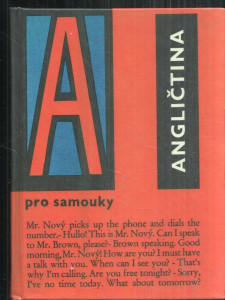 A
ANGLIČTINA
pro samouky
Mr. Nový picks up the phone and dials the
number.- Hullo! This is Mr. Nový. Can I speak
to Mr. Brown, please?- Brown speaking. Good
morning, Mr. Nový! How are you? I must have
a talk with you. When can I see you? - That's
why I'm calling. Are you free tonight? - Sorry,
I've no time today. What about tomorrow?